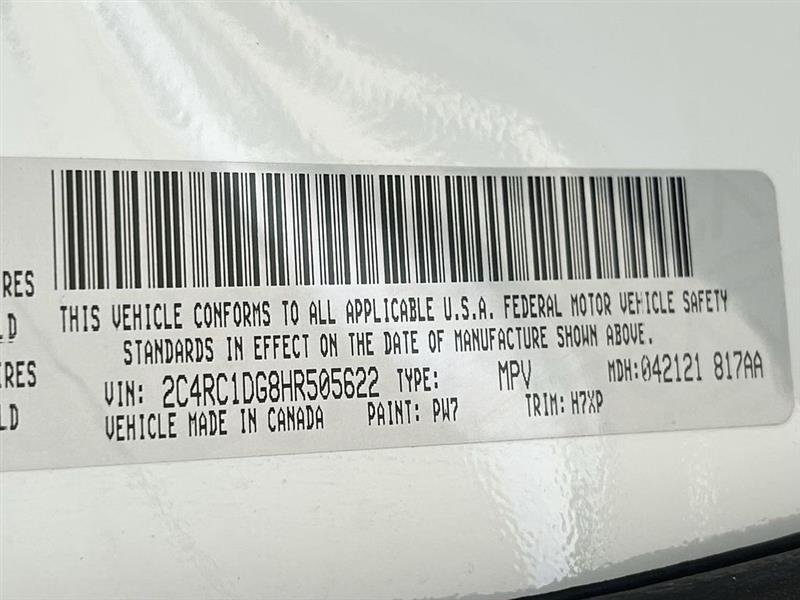 RES
THIS VEHICLE CONFORMS TO ALL APPLICABLE U.S.A. FEDERAL MOTOR VEHICLE SAFETY
LD
STANDARDS IN EFFECT ON THE DATE OF MANUFACTURE SHOWN ABOVE.
IRES
VIN: 2C4RC1DG8HR505622 TYPE: MPV MDH:042121 817AA
LD
VEHICLE MADE IN CANADA PAINT: PW7 TRIM: H7XP